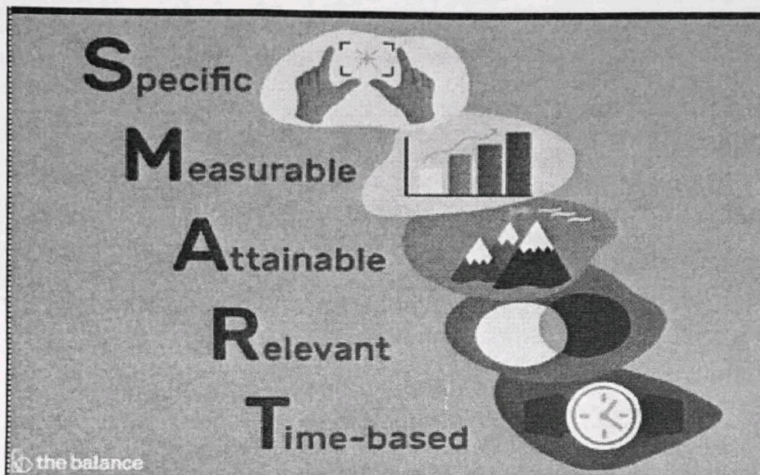 Specific
Measurable
Attainable
Relevant
Time-based
the balance